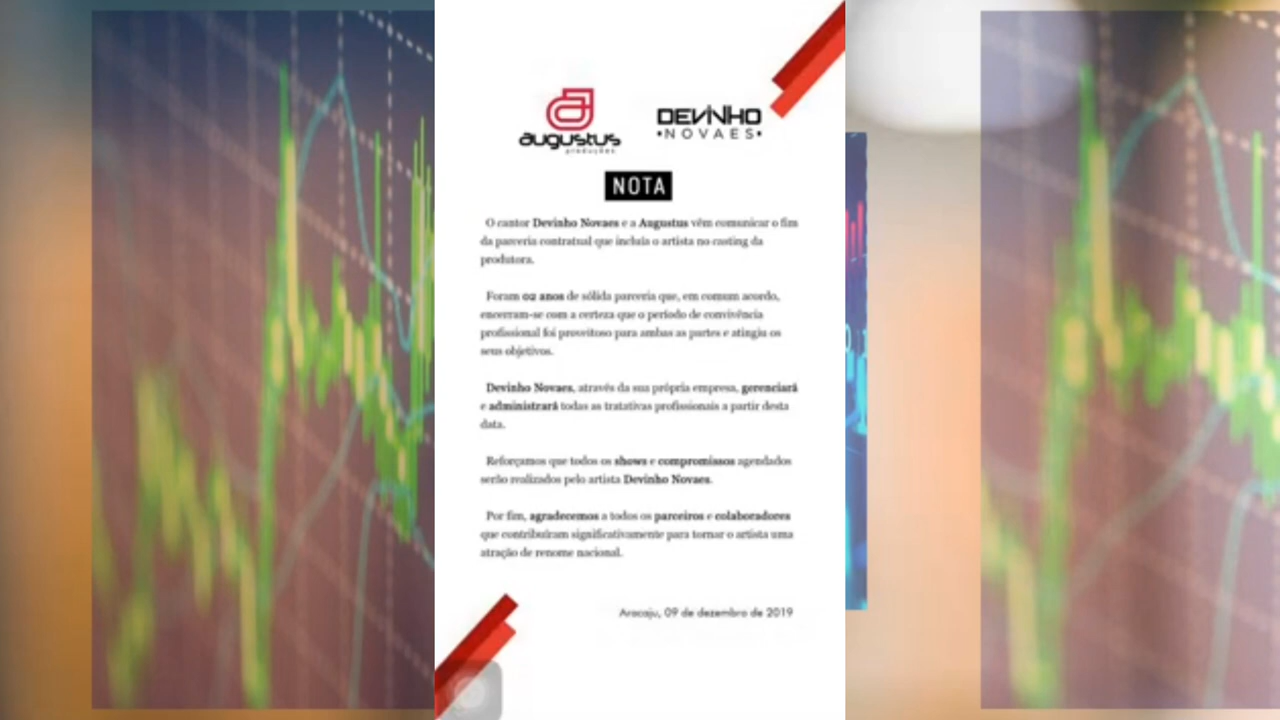 augustus
produções
DEVINHO
•NOVAES•
NOTA
O cantor Devinho Novaes e a Augustus vêm comunicar o fim
da parceria contratual que incluía o artista no casting da
produtora.
Foram 02 anos de sólida parceria que, em comum acordo,
encerram-se com a certeza que o período de convivência
profissional foi proveitoso para ambas as partes e atingiu os
seus objetivos.
Devinho Novaes, através da sua própria empresa, gerenciará
e administrará todas as tratativas profissionais a partir desta
data.
Reforçamos que todos os shows e compromissos agendados
serão realizados pelo artista Devinho Novaes.
Por fim, agradecemos a todos os parceiros e colaboradores
que contribuíram significativamente para tornar o artista uma
atração de renome nacional.
Aracaju, 09 de dezembro de 2019